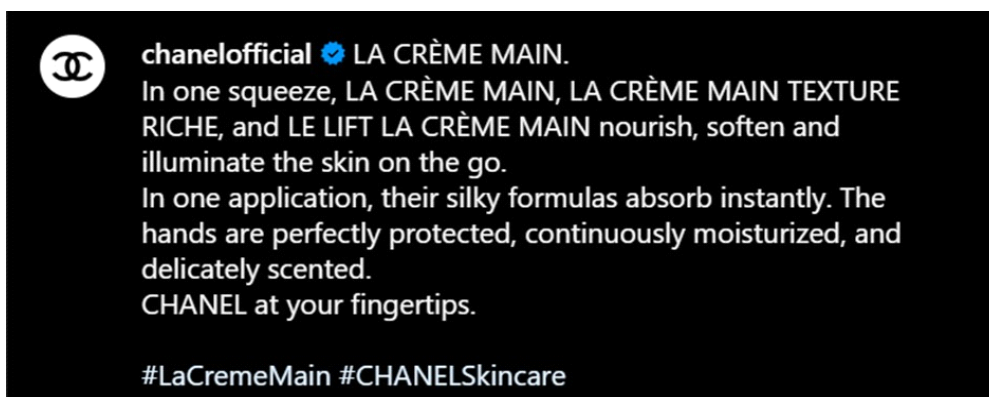 chanelofficial LA CRÈME MAIN.
In one squeeze, LA CRÈME MAIN, LA CRÈME MAIN TEXTURE
RICHE, and LE LIFT LA CRÈME MAIN nourish, soften and
illuminate the skin on the go.
In one application, their silky formulas absorb instantly. The
hands are perfectly protected, continuously moisturized, and
delicately scented.
CHANEL at your fingertips.
#LaCremeMain #CHANELSkincare